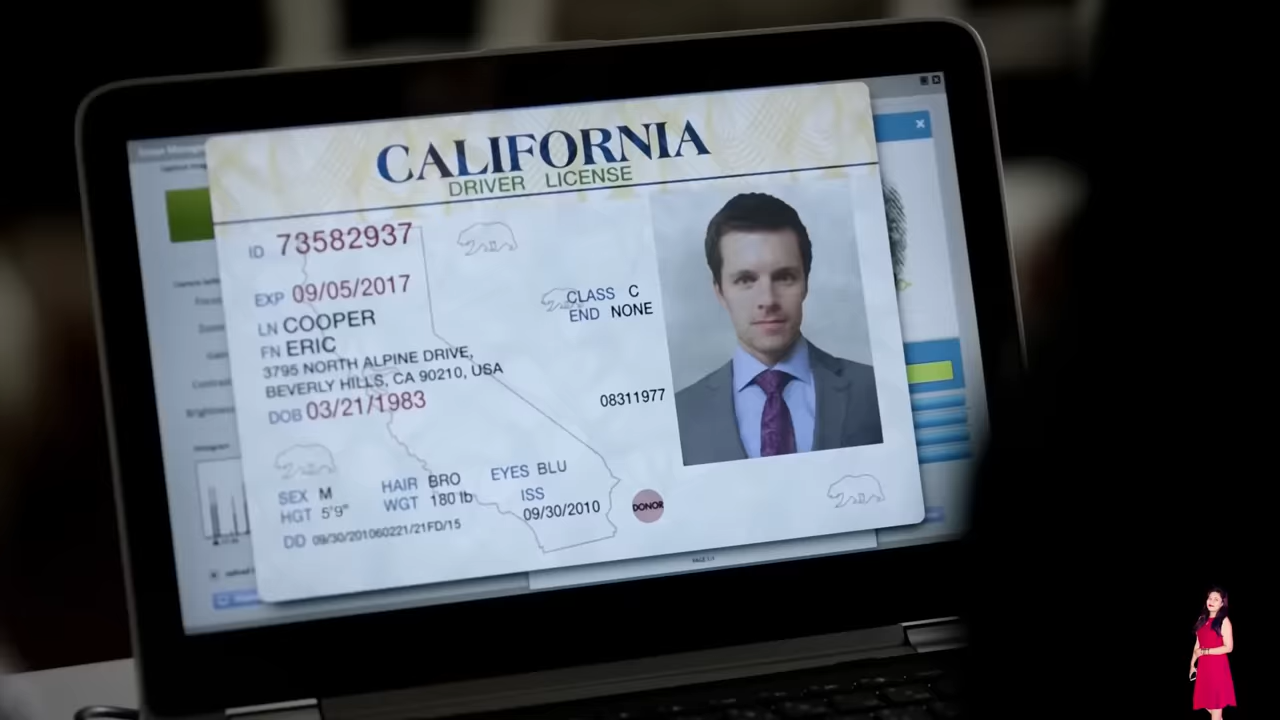 CALIFORNIA
DRIVER LICENSE
ID 73582937
EXP 09/05/2017
LN COOPER
FN ERIC
3795 NORTH ALPINE DRIVE,
BEVERLY HILLS, CA 90210, USA
DOB 03/21/1983
CLASS C
END NONE
08311977
SEX M
HGT 5'9"
HAIR BRO
WGT 180 lb
EYES BLU
ISS
09/30/2010
DONOR
DD 09/30/201060221/21FD/15